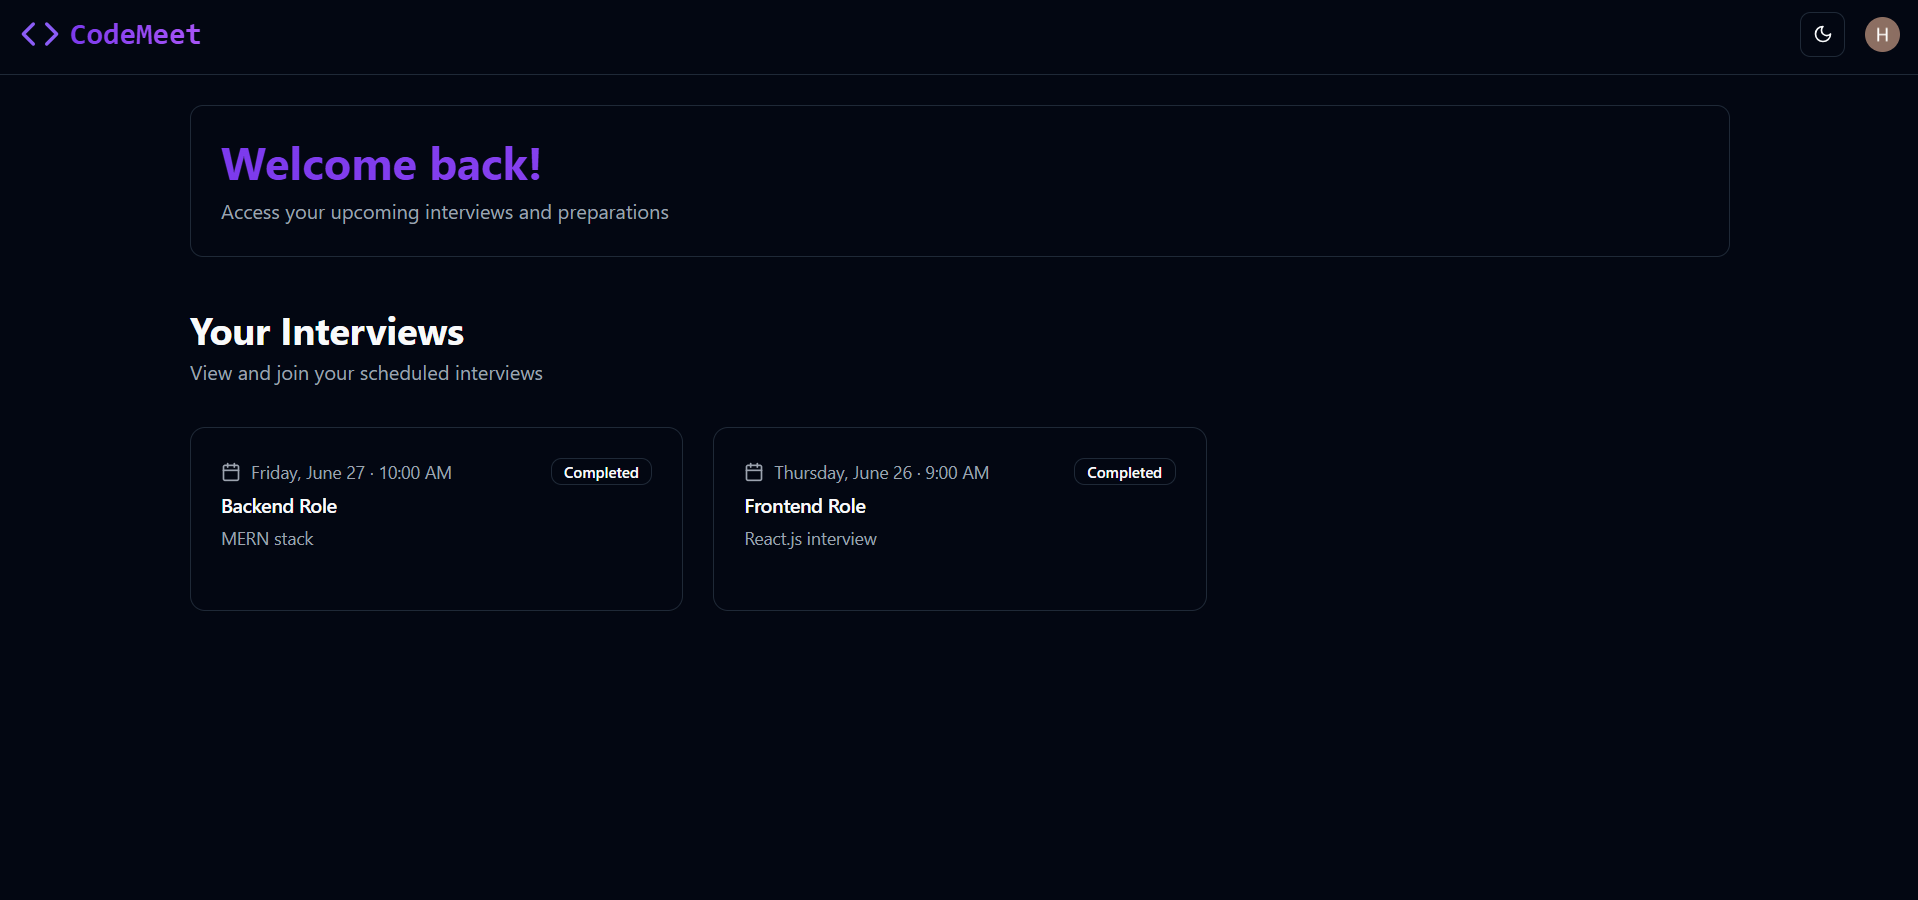 CodeMeet
H
Welcome back!
Access your upcoming interviews and preparations
Your Interviews
View and join your scheduled interviews
Friday, June 27 · 10:00 AM
Completed
Backend Role
MERN stack
Thursday, June 26 · 9:00 AM
Completed
Frontend Role
React.js interview